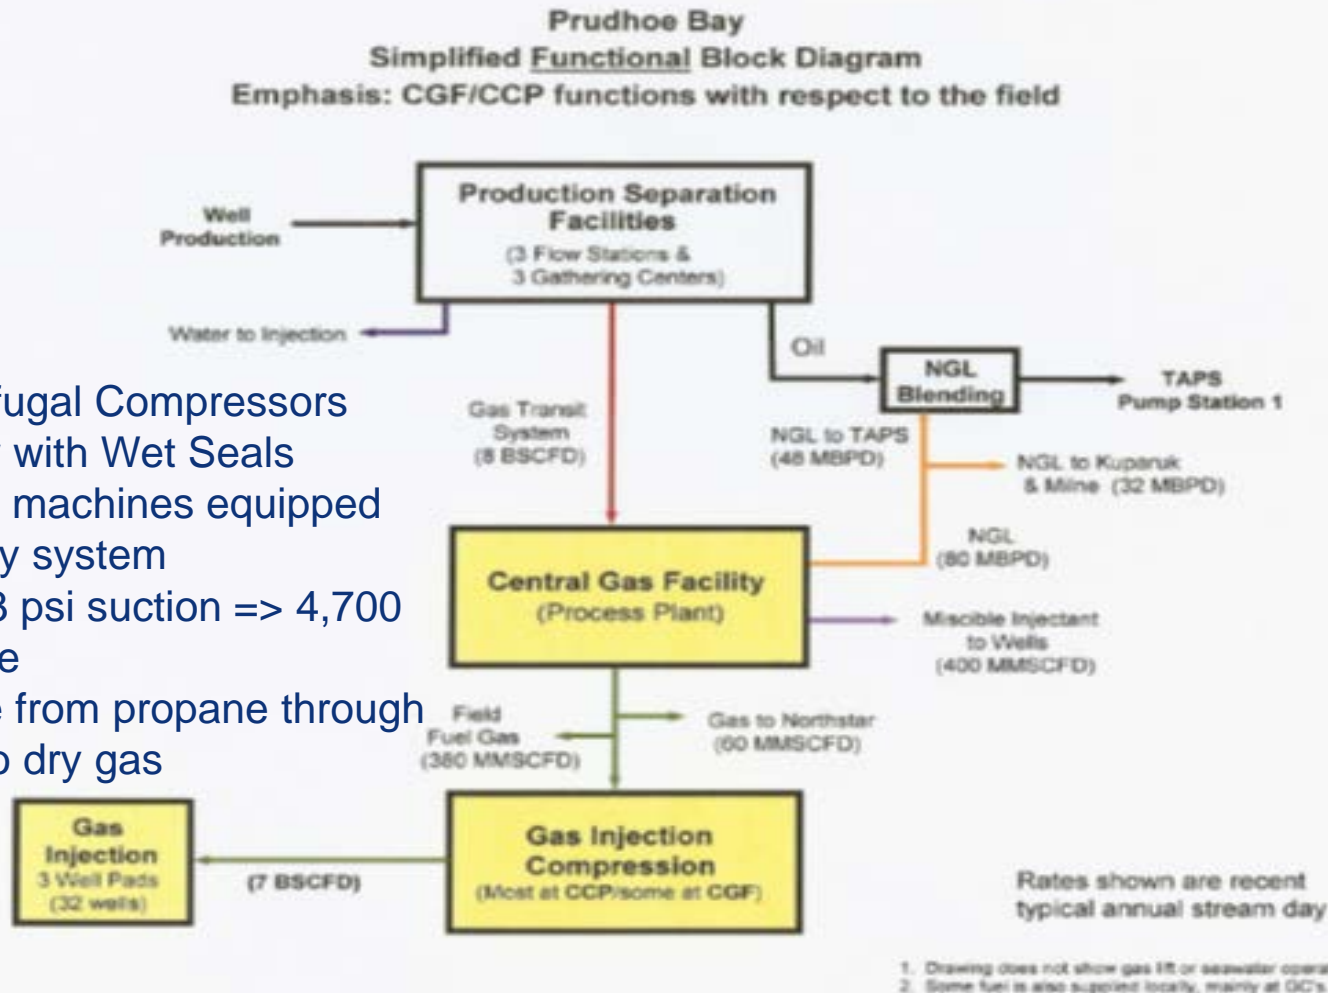 Prudhoe Bay
Simplified Functional Block Diagram
Emphasis: CGF/CCP functions with respect to the field
Well
Production
Production Separation
Facilities
(3 Flow Stations &
3 Gathering Centers)
Water to Injection
Gas Transit
System
(8 BSCFD)
Oil
NGL
Blending
TAPS
Pump Station 1
NGL to TAPS
(48 MBPD)
NGL to Kuparuk
& Milne (32 MBPD)
NGL
(80 MBPD)
fugal Compressors
with Wet Seals
machines equipped
y system
3 psi suction => 4,700
e
e from propane through
o dry gas
Central Gas Facility
(Process Plant)
Miscible Injectant
to Wells
(400 MMSCFD)
Field
Fuel Gas
(380 MMSCFD)
Gas to Northstar
(60 MMSCFD)
Gas
Injection
3 Well Pads
(32 wells)
(7 BSCFD)
Gas Injection
Compression
(Most at CCP/some at CGF)
Rates shown are recent
typical annual stream day
1. Drawing does not show gas lift or seawater operat
2. Some fuel is also supplied locally, mainly at GC's.